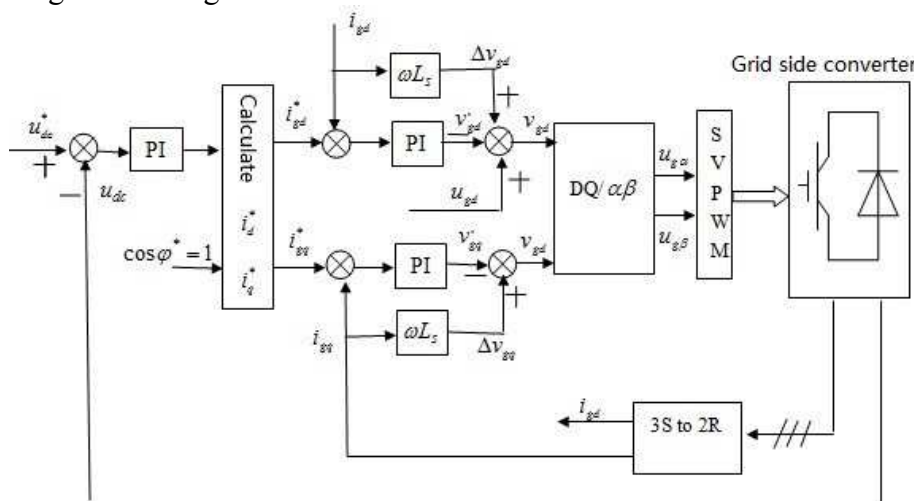 i_gd
ωL_s
Δv_gd
+
Grid side converter
u*_dc
+
−
u_dc
PI
Calculate
i*_d
i*_q
cosφ* = 1
i*_gd
PI
v'_gd
v_gd
+
u_gd
i*_gq
PI
v'_gq
−
v_gd
+
ωL_s
Δv_gq
i_gq
DQ/αβ
u_gα
u_gβ
SVPWM
i_gd
3S to 2R